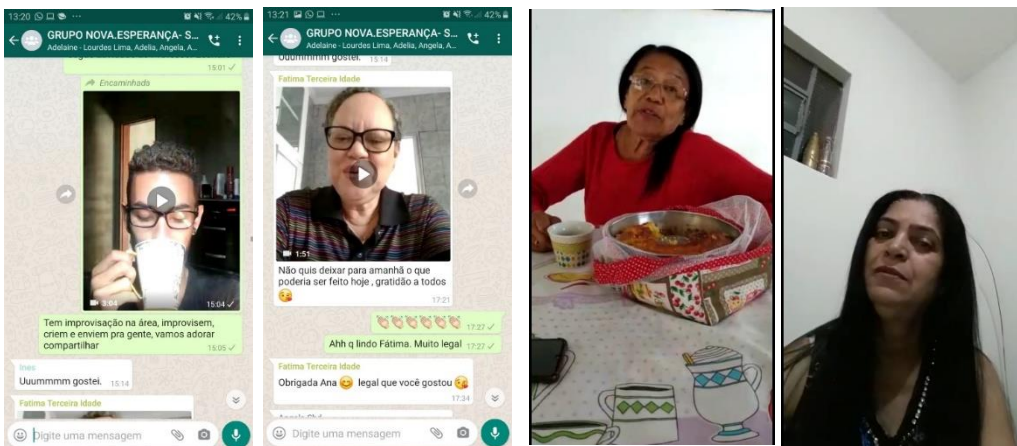 13:20
42%
GRUPO NOVA.ESPERANÇA- S...
Adelaine - Lourdes Lima, Adelia, Angela, A...
15:01
Encaminhada
3:04
15:04
Tem improvisação na área, improvisem,
criem e enviem pra gente, vamos adorar
compartilhar
15:05
Ines
Uuummmm gostei. 15:14
Fatima Terceira Idade
Digite uma mensagem
13:21
42%
GRUPO NOVA.ESPERANÇA- S...
Adelaine - Lourdes Lima, Adelia, Angela, A...
Uuummmm gostei. 15:14
Fatima Terceira Idade
1:51
Não quis deixar para amanhã o que
poderia ser feito hoje , gratidão a todos
😘
17:21
17:27
Ahh q lindo Fátima. Muito legal 17:27
Fatima Terceira Idade
Obrigada Ana 😊 legal que você gostou 😘
17:34
Digite uma mensagem